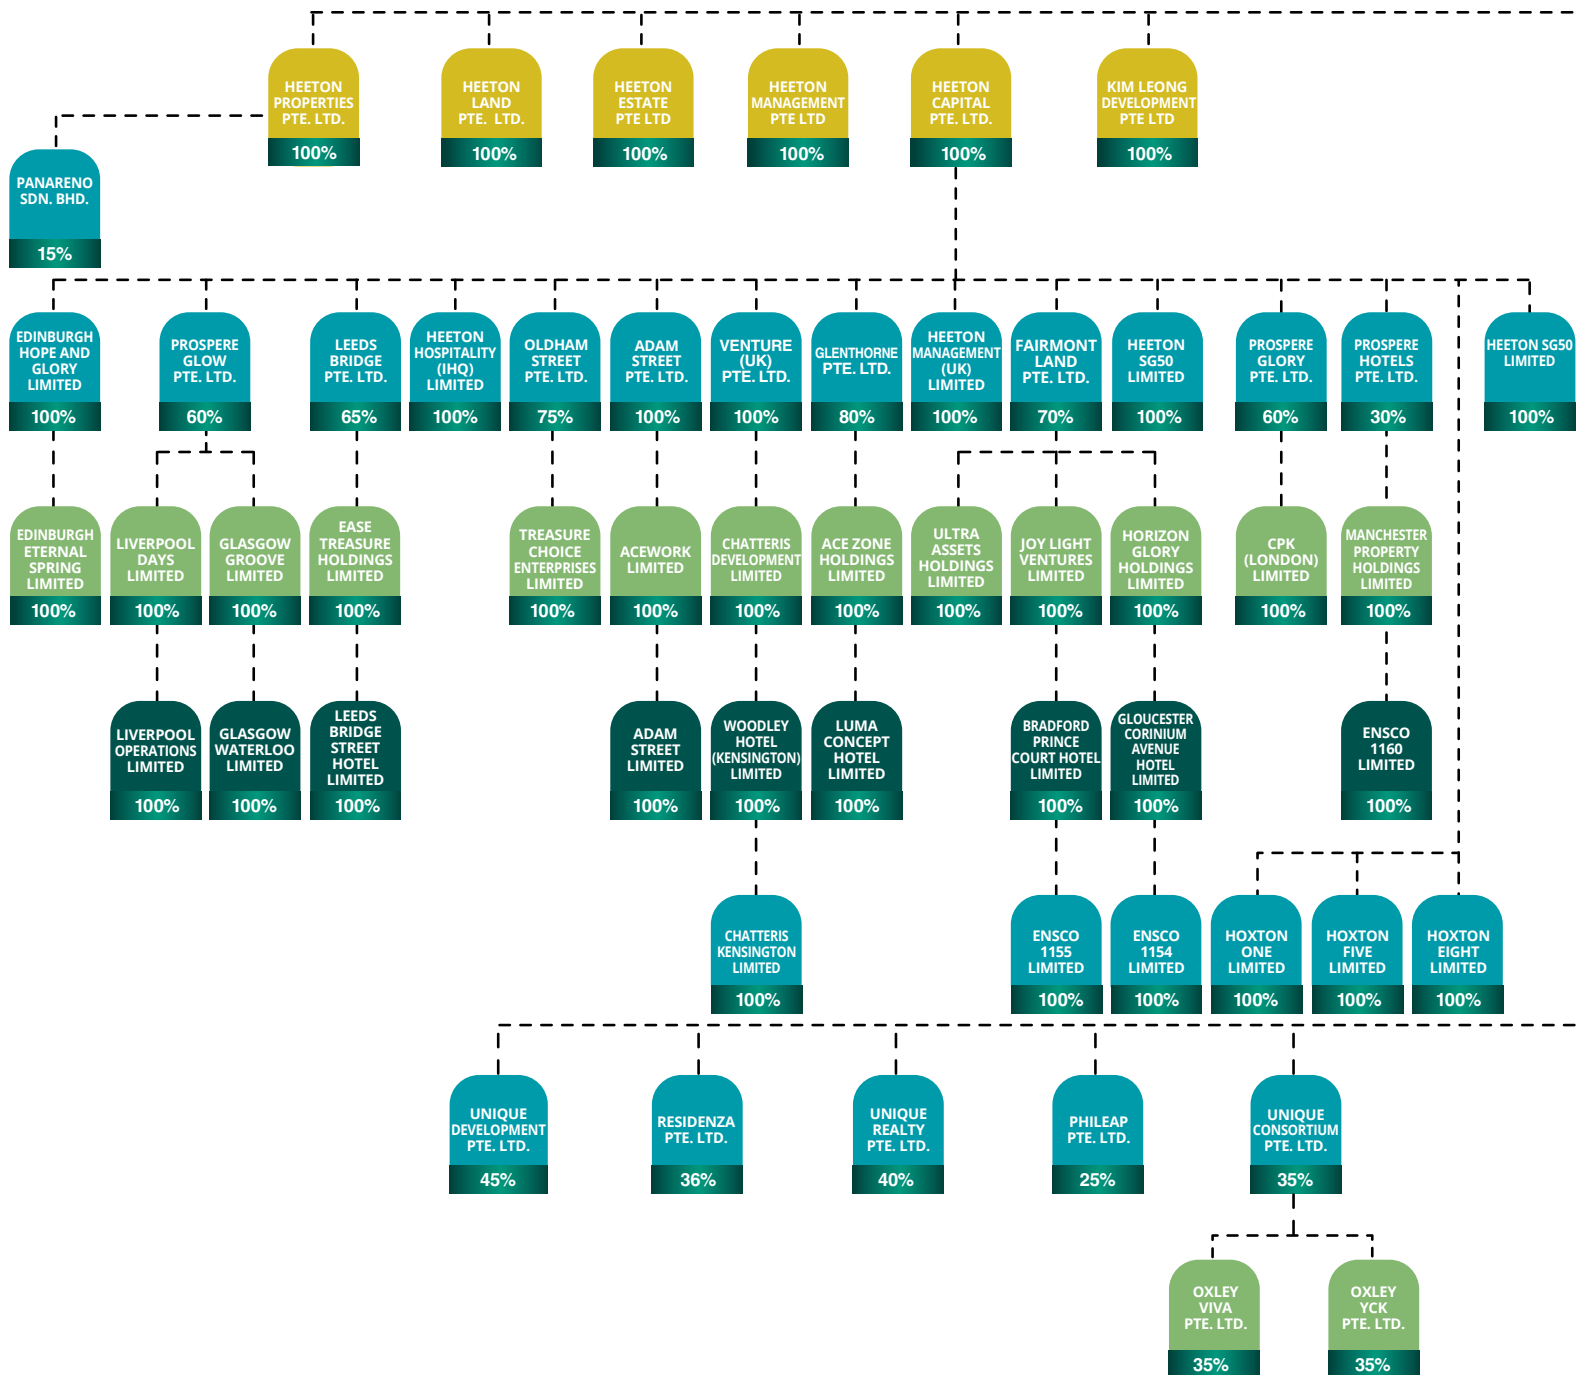 HEETON
PROPERTIES
PTE. LTD.
100%
HEETON
LAND
PTE. LTD.
100%
HEETON
ESTATE
PTE LTD
100%
HEETON
MANAGEMENT
PTE LTD
100%
HEETON
CAPITAL
PTE. LTD.
100%
KIM LEONG
DEVELOPMENT
PTE LTD
100%
PANARENO
SDN. BHD.
15%
EDINBURGH
HOPE AND
GLORY
LIMITED
100%
PROSPERE
GLOW
PTE. LTD.
60%
LEEDS
BRIDGE
PTE. LTD.
65%
HEETON
HOSPITALITY
(IHQ)
LIMITED
100%
OLDHAM
STREET
PTE. LTD.
75%
ADAM
STREET
PTE. LTD.
100%
VENTURE
(UK)
PTE. LTD.
100%
GLENTHORNE
PTE. LTD.
80%
HEETON
MANAGEMENT
(UK)
LIMITED
100%
FAIRMONT
LAND
PTE. LTD.
70%
HEETON
SG50
LIMITED
100%
PROSPERE
GLORY
PTE. LTD.
60%
PROSPERE
HOTELS
PTE. LTD.
30%
HEETON SG50
LIMITED
100%
EDINBURGH
ETERNAL
SPRING
LIMITED
100%
LIVERPOOL
DAYS
LIMITED
100%
GLASGOW
GROOVE
LIMITED
100%
EASE
TREASURE
HOLDINGS
LIMITED
100%
TREASURE
CHOICE
ENTERPRISES
LIMITED
100%
ACEWORK
LIMITED
100%
CHATTERIS
DEVELOPMENT
LIMITED
100%
ACE ZONE
HOLDINGS
LIMITED
100%
ULTRA
ASSETS
HOLDINGS
LIMITED
100%
JOY LIGHT
VENTURES
LIMITED
100%
HORIZON
GLORY
HOLDINGS
LIMITED
100%
CPK
(LONDON)
LIMITED
100%
MANCHESTER
PROPERTY
HOLDINGS
LIMITED
100%
LIVERPOOL
OPERATIONS
LIMITED
100%
GLASGOW
WATERLOO
LIMITED
100%
LEEDS
BRIDGE
STREET
HOTEL
LIMITED
100%
ADAM
STREET
LIMITED
100%
WOODLEY
HOTEL
(KENSINGTON)
LIMITED
100%
LUMA
CONCEPT
HOTEL
LIMITED
100%
BRADFORD
PRINCE
COURT HOTEL
LIMITED
100%
GLOUCESTER
CORINIUM
AVENUE
HOTEL
LIMITED
100%
ENSCO
1160
LIMITED
100%
CHATTERIS
KENSINGTON
LIMITED
100%
ENSCO
1155
LIMITED
100%
ENSCO
1154
LIMITED
100%
HOXTON
ONE
LIMITED
100%
HOXTON
FIVE
LIMITED
100%
HOXTON
EIGHT
LIMITED
100%
UNIQUE
DEVELOPMENT
PTE. LTD.
45%
RESIDENZA
PTE. LTD.
36%
UNIQUE
REALTY
PTE. LTD.
40%
PHILEAP
PTE. LTD.
25%
UNIQUE
CONSORTIUM
PTE. LTD.
35%
OXLEY
VIVA
PTE. LTD.
35%
OXLEY
YCK
PTE. LTD.
35%